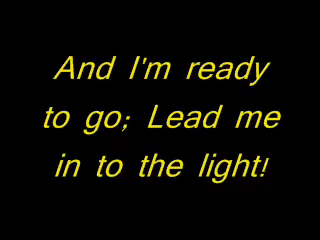 And I'm ready
to go; Lead me
in to the light!